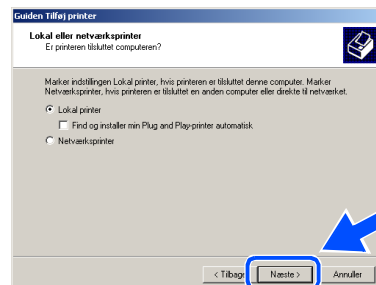 Guiden Tilføj printer
Lokal eller netværksprinter
Er printeren tilsluttet computeren?
Marker indstillingen Lokal printer, hvis printeren er tilsluttet denne computer. Marker
Netværksprinter, hvis printeren er tilsluttet en anden computer eller direkte til netværket.
Lokal printer
Find og installer min Plug and Play-printer automatisk
Netværksprinter
< Tilbage
Næste >
Annuller